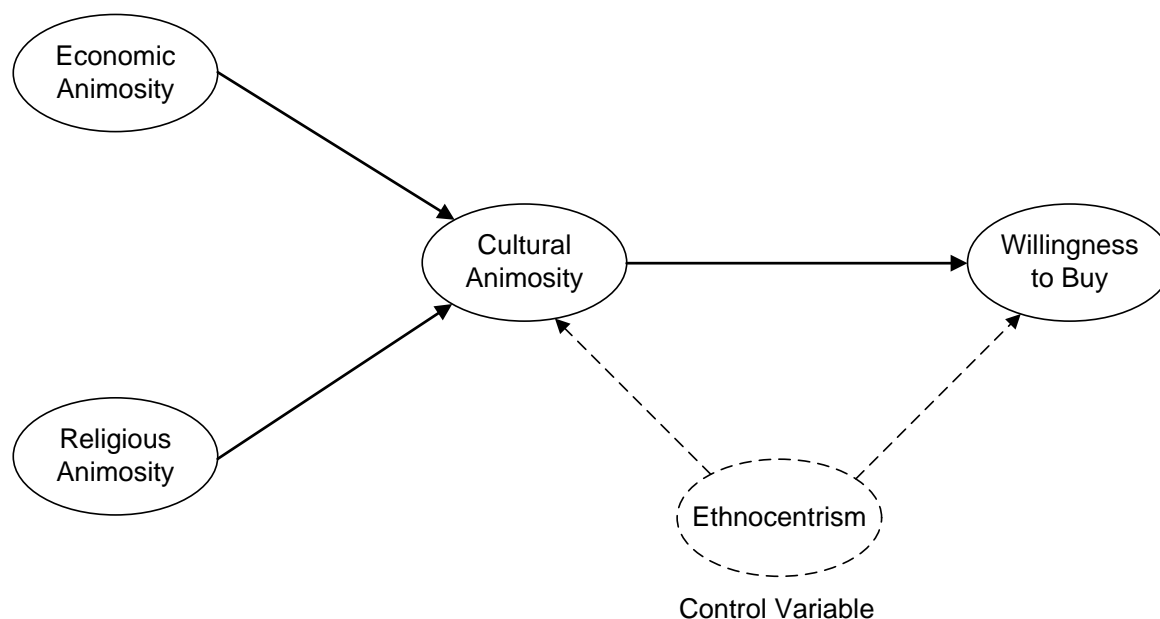 Economic
Animosity
Cultural
Animosity
Willingness
to Buy
Religious
Animosity
Ethnocentrism
Control Variable